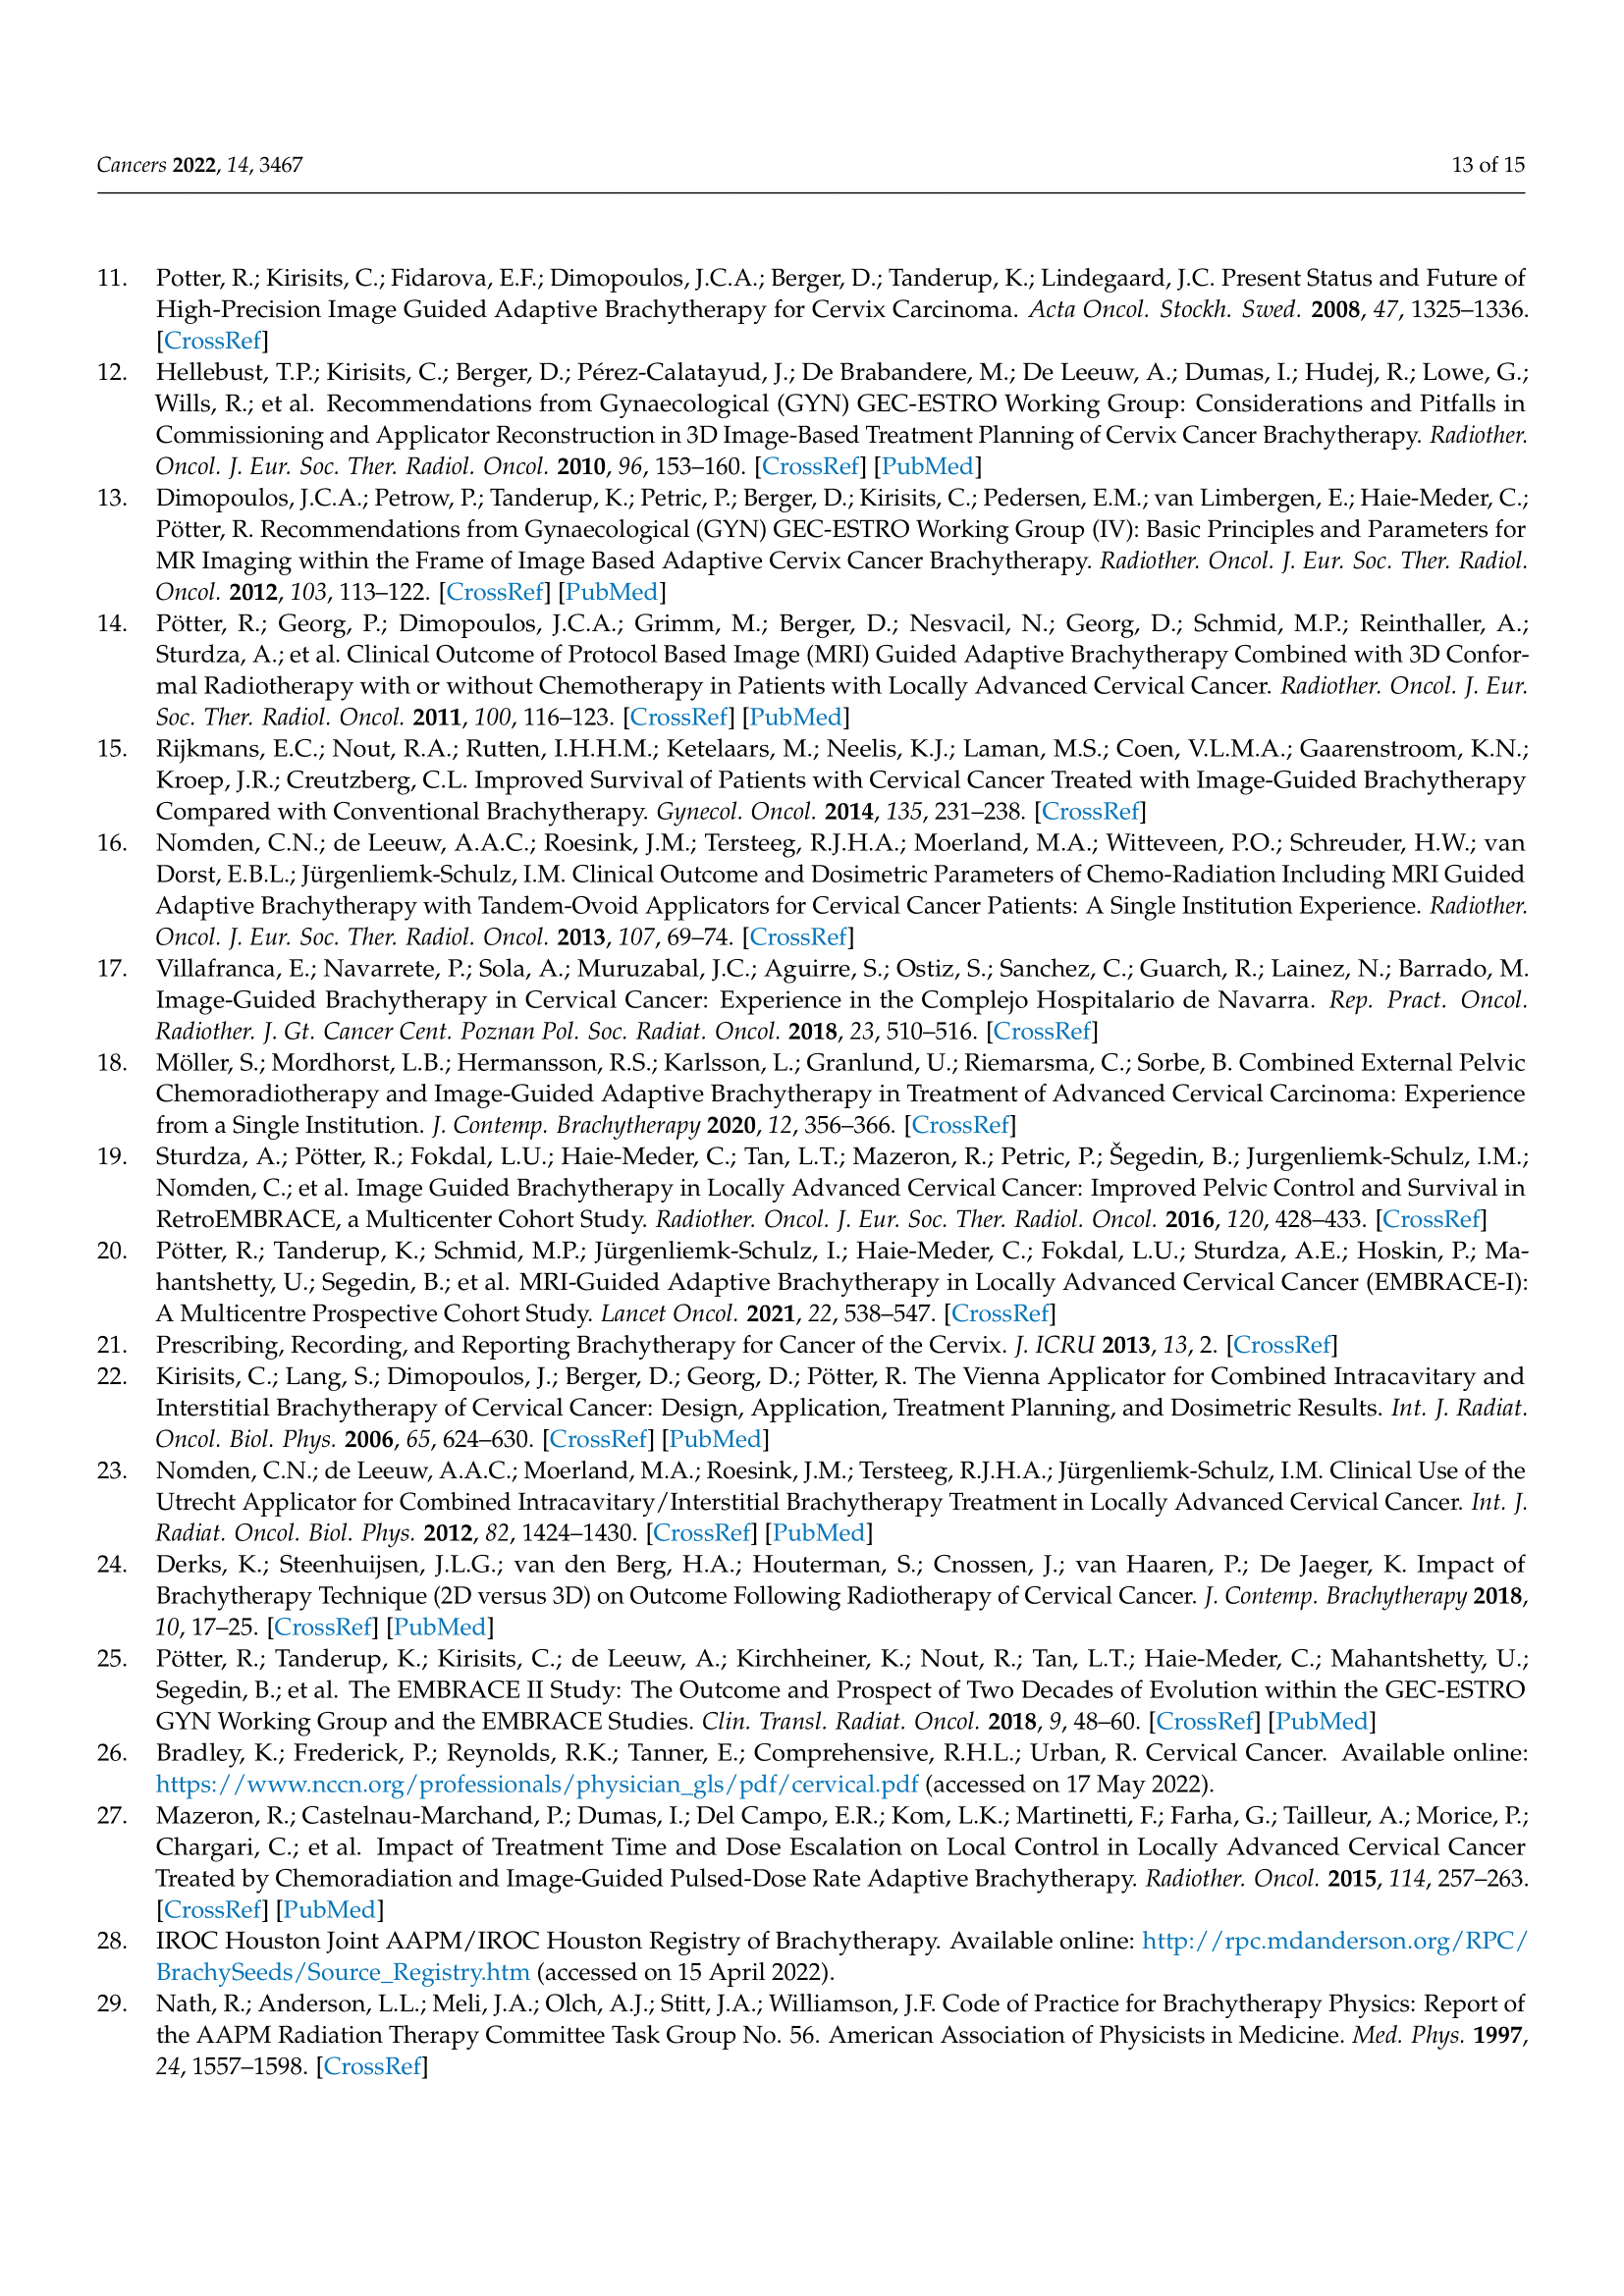 Cancers 2022, 14, 3467
13 of 15
11. Potter, R.; Kirisits, C.; Fidarova, E.F.; Dimopoulos, J.C.A.; Berger, D.; Tanderup, K.; Lindegaard, J.C. Present Status and Future of
High-Precision Image Guided Adaptive Brachytherapy for Cervix Carcinoma. Acta Oncol. Stockh. Swed. 2008, 47, 1325–1336.
[CrossRef]
12. Hellebust, T.P.; Kirisits, C.; Berger, D.; Pérez-Calatayud, J.; De Brabandere, M.; De Leeuw, A.; Dumas, I.; Hudej, R.; Lowe, G.;
Wills, R.; et al. Recommendations from Gynaecological (GYN) GEC-ESTRO Working Group: Considerations and Pitfalls in
Commissioning and Applicator Reconstruction in 3D Image-Based Treatment Planning of Cervix Cancer Brachytherapy. Radiother.
Oncol. J. Eur. Soc. Ther. Radiol. Oncol. 2010, 96, 153–160. [CrossRef] [PubMed]
13. Dimopoulos, J.C.A.; Petrow, P.; Tanderup, K.; Petric, P.; Berger, D.; Kirisits, C.; Pedersen, E.M.; van Limbergen, E.; Haie-Meder, C.;
Pötter, R. Recommendations from Gynaecological (GYN) GEC-ESTRO Working Group (IV): Basic Principles and Parameters for
MR Imaging within the Frame of Image Based Adaptive Cervix Cancer Brachytherapy. Radiother. Oncol. J. Eur. Soc. Ther. Radiol.
Oncol. 2012, 103, 113–122. [CrossRef] [PubMed]
14. Pötter, R.; Georg, P.; Dimopoulos, J.C.A.; Grimm, M.; Berger, D.; Nesvacil, N.; Georg, D.; Schmid, M.P.; Reinthaller, A.;
Sturdza, A.; et al. Clinical Outcome of Protocol Based Image (MRI) Guided Adaptive Brachytherapy Combined with 3D Confor-
mal Radiotherapy with or without Chemotherapy in Patients with Locally Advanced Cervical Cancer. Radiother. Oncol. J. Eur.
Soc. Ther. Radiol. Oncol. 2011, 100, 116–123. [CrossRef] [PubMed]
15. Rijkmans, E.C.; Nout, R.A.; Rutten, I.H.H.M.; Ketelaars, M.; Neelis, K.J.; Laman, M.S.; Coen, V.L.M.A.; Gaarenstroom, K.N.;
Kroep, J.R.; Creutzberg, C.L. Improved Survival of Patients with Cervical Cancer Treated with Image-Guided Brachytherapy
Compared with Conventional Brachytherapy. Gynecol. Oncol. 2014, 135, 231–238. [CrossRef]
16. Nomden, C.N.; de Leeuw, A.A.C.; Roesink, J.M.; Tersteeg, R.J.H.A.; Moerland, M.A.; Witteveen, P.O.; Schreuder, H.W.; van
Dorst, E.B.L.; Jürgenliemk-Schulz, I.M. Clinical Outcome and Dosimetric Parameters of Chemo-Radiation Including MRI Guided
Adaptive Brachytherapy with Tandem-Ovoid Applicators for Cervical Cancer Patients: A Single Institution Experience. Radiother.
Oncol. J. Eur. Soc. Ther. Radiol. Oncol. 2013, 107, 69–74. [CrossRef]
17. Villafranca, E.; Navarrete, P.; Sola, A.; Muruzabal, J.C.; Aguirre, S.; Ostiz, S.; Sanchez, C.; Guarch, R.; Lainez, N.; Barrado, M.
Image-Guided Brachytherapy in Cervical Cancer: Experience in the Complejo Hospitalario de Navarra. Rep. Pract. Oncol.
Radiother. J. Gt. Cancer Cent. Poznan Pol. Soc. Radiat. Oncol. 2018, 23, 510–516. [CrossRef]
18. Möller, S.; Mordhorst, L.B.; Hermansson, R.S.; Karlsson, L.; Granlund, U.; Riemarsma, C.; Sorbe, B. Combined External Pelvic
Chemoradiotherapy and Image-Guided Adaptive Brachytherapy in Treatment of Advanced Cervical Carcinoma: Experience
from a Single Institution. J. Contemp. Brachytherapy 2020, 12, 356–366. [CrossRef]
19. Sturdza, A.; Pötter, R.; Fokdal, L.U.; Haie-Meder, C.; Tan, L.T.; Mazeron, R.; Petric, P.; Šegedin, B.; Jurgenliemk-Schulz, I.M.;
Nomden, C.; et al. Image Guided Brachytherapy in Locally Advanced Cervical Cancer: Improved Pelvic Control and Survival in
RetroEMBRACE, a Multicenter Cohort Study. Radiother. Oncol. J. Eur. Soc. Ther. Radiol. Oncol. 2016, 120, 428–433. [CrossRef]
20. Pötter, R.; Tanderup, K.; Schmid, M.P.; Jürgenliemk-Schulz, I.; Haie-Meder, C.; Fokdal, L.U.; Sturdza, A.E.; Hoskin, P.; Ma-
hantshetty, U.; Segedin, B.; et al. MRI-Guided Adaptive Brachytherapy in Locally Advanced Cervical Cancer (EMBRACE-I):
A Multicentre Prospective Cohort Study. Lancet Oncol. 2021, 22, 538–547. [CrossRef]
21. Prescribing, Recording, and Reporting Brachytherapy for Cancer of the Cervix. J. ICRU 2013, 13, 2. [CrossRef]
22. Kirisits, C.; Lang, S.; Dimopoulos, J.; Berger, D.; Georg, D.; Pötter, R. The Vienna Applicator for Combined Intracavitary and
Interstitial Brachytherapy of Cervical Cancer: Design, Application, Treatment Planning, and Dosimetric Results. Int. J. Radiat.
Oncol. Biol. Phys. 2006, 65, 624–630. [CrossRef] [PubMed]
23. Nomden, C.N.; de Leeuw, A.A.C.; Moerland, M.A.; Roesink, J.M.; Tersteeg, R.J.H.A.; Jürgenliemk-Schulz, I.M. Clinical Use of the
Utrecht Applicator for Combined Intracavitary/Interstitial Brachytherapy Treatment in Locally Advanced Cervical Cancer. Int. J.
Radiat. Oncol. Biol. Phys. 2012, 82, 1424–1430. [CrossRef] [PubMed]
24. Derks, K.; Steenhuijsen, J.L.G.; van den Berg, H.A.; Houterman, S.; Cnossen, J.; van Haaren, P.; De Jaeger, K. Impact of
Brachytherapy Technique (2D versus 3D) on Outcome Following Radiotherapy of Cervical Cancer. J. Contemp. Brachytherapy 2018,
10, 17–25. [CrossRef] [PubMed]
25. Pötter, R.; Tanderup, K.; Kirisits, C.; de Leeuw, A.; Kirchheiner, K.; Nout, R.; Tan, L.T.; Haie-Meder, C.; Mahantshetty, U.;
Segedin, B.; et al. The EMBRACE II Study: The Outcome and Prospect of Two Decades of Evolution within the GEC-ESTRO
GYN Working Group and the EMBRACE Studies. Clin. Transl. Radiat. Oncol. 2018, 9, 48–60. [CrossRef] [PubMed]
26. Bradley, K.; Frederick, P.; Reynolds, R.K.; Tanner, E.; Comprehensive, R.H.L.; Urban, R. Cervical Cancer. Available online:
https://www.nccn.org/professionals/physician_gls/pdf/cervical.pdf (accessed on 17 May 2022).
27. Mazeron, R.; Castelnau-Marchand, P.; Dumas, I.; Del Campo, E.R.; Kom, L.K.; Martinetti, F.; Farha, G.; Tailleur, A.; Morice, P.;
Chargari, C.; et al. Impact of Treatment Time and Dose Escalation on Local Control in Locally Advanced Cervical Cancer
Treated by Chemoradiation and Image-Guided Pulsed-Dose Rate Adaptive Brachytherapy. Radiother. Oncol. 2015, 114, 257–263.
[CrossRef] [PubMed]
28. IROC Houston Joint AAPM/IROC Houston Registry of Brachytherapy. Available online: http://rpc.mdanderson.org/RPC/
BrachySeeds/Source_Registry.htm (accessed on 15 April 2022).
29. Nath, R.; Anderson, L.L.; Meli, J.A.; Olch, A.J.; Stitt, J.A.; Williamson, J.F. Code of Practice for Brachytherapy Physics: Report of
the AAPM Radiation Therapy Committee Task Group No. 56. American Association of Physicists in Medicine. Med. Phys. 1997,
24, 1557–1598. [CrossRef]